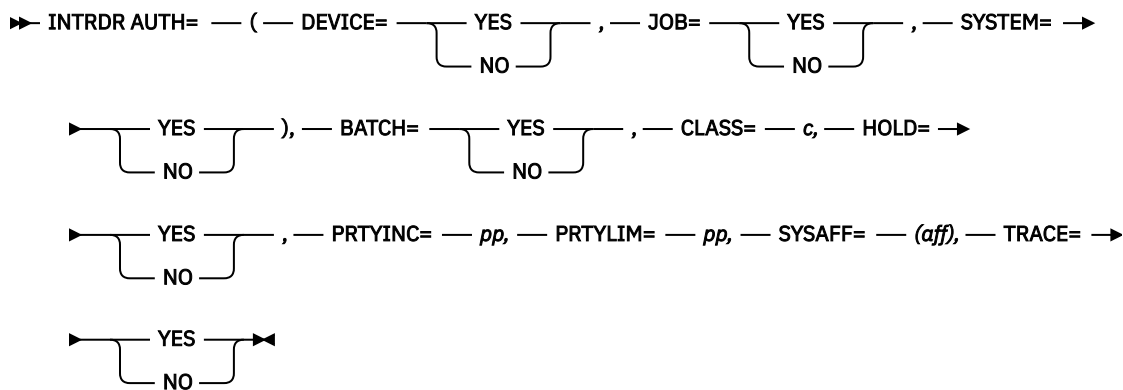 INTRDR AUTH= ( DEVICE= YES , JOB= YES , SYSTEM=
NO NO
YES ), BATCH= YES , CLASS= c, HOLD=
NO NO
YES , PRTYINC= pp, PRTYLIM= pp, SYSAFF= (aff), TRACE=
NO
YES
NO